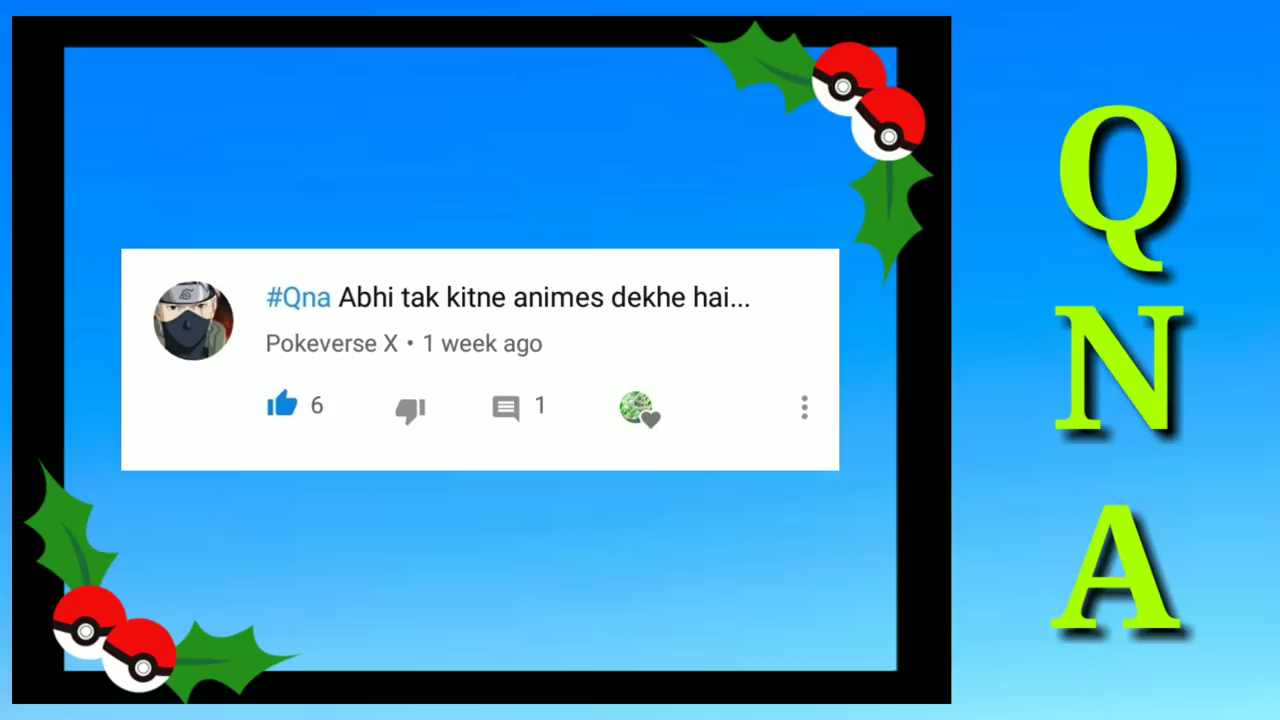 #Qna Abhi tak kitne animes dekhe hai...
Pokeverse X • 1 week ago
6 1
Q
N
A